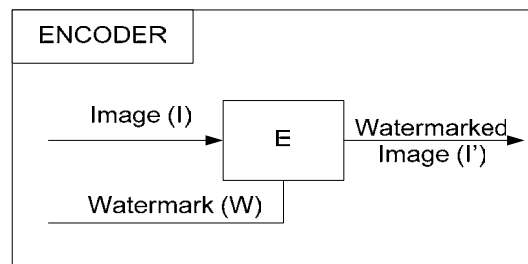 ENCODER
Image (I)
E
Watermarked
Image (I’)
Watermark (W)